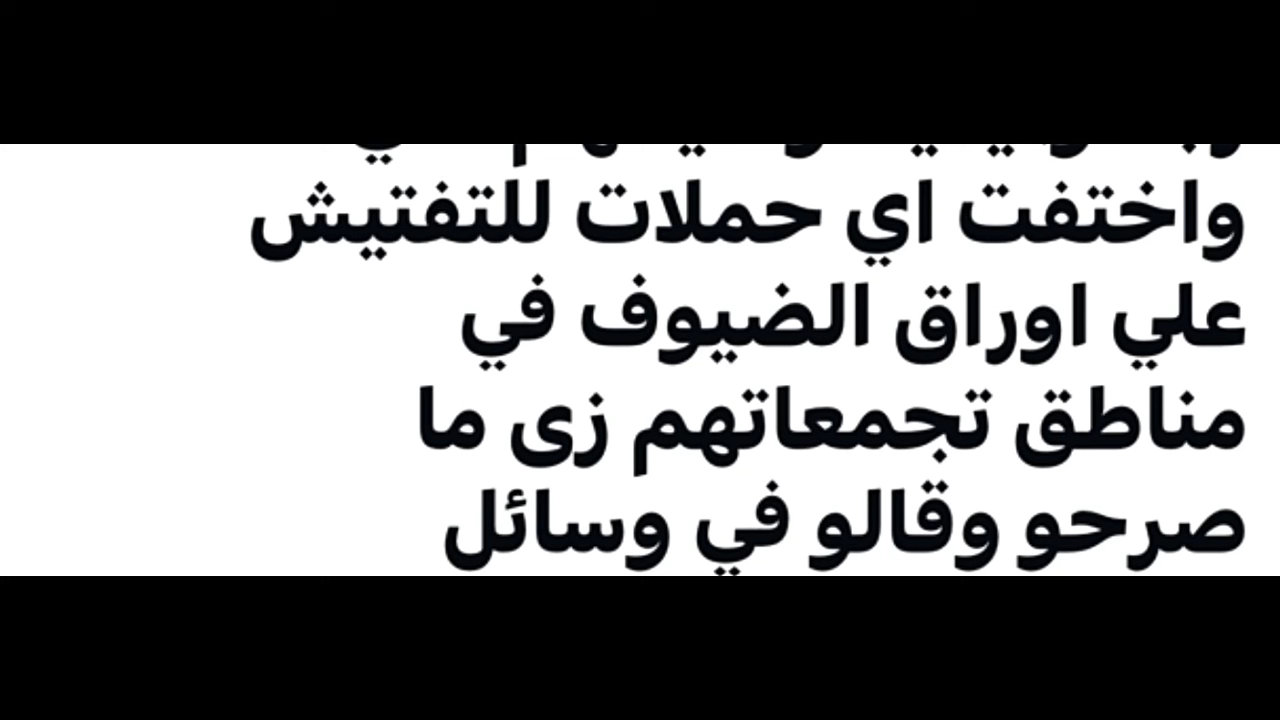 واختفت اي حملات للتفتيش
علي اوراق الضيوف في
مناطق تجمعاتهم زى ما
صرحو وقالو في وسائل